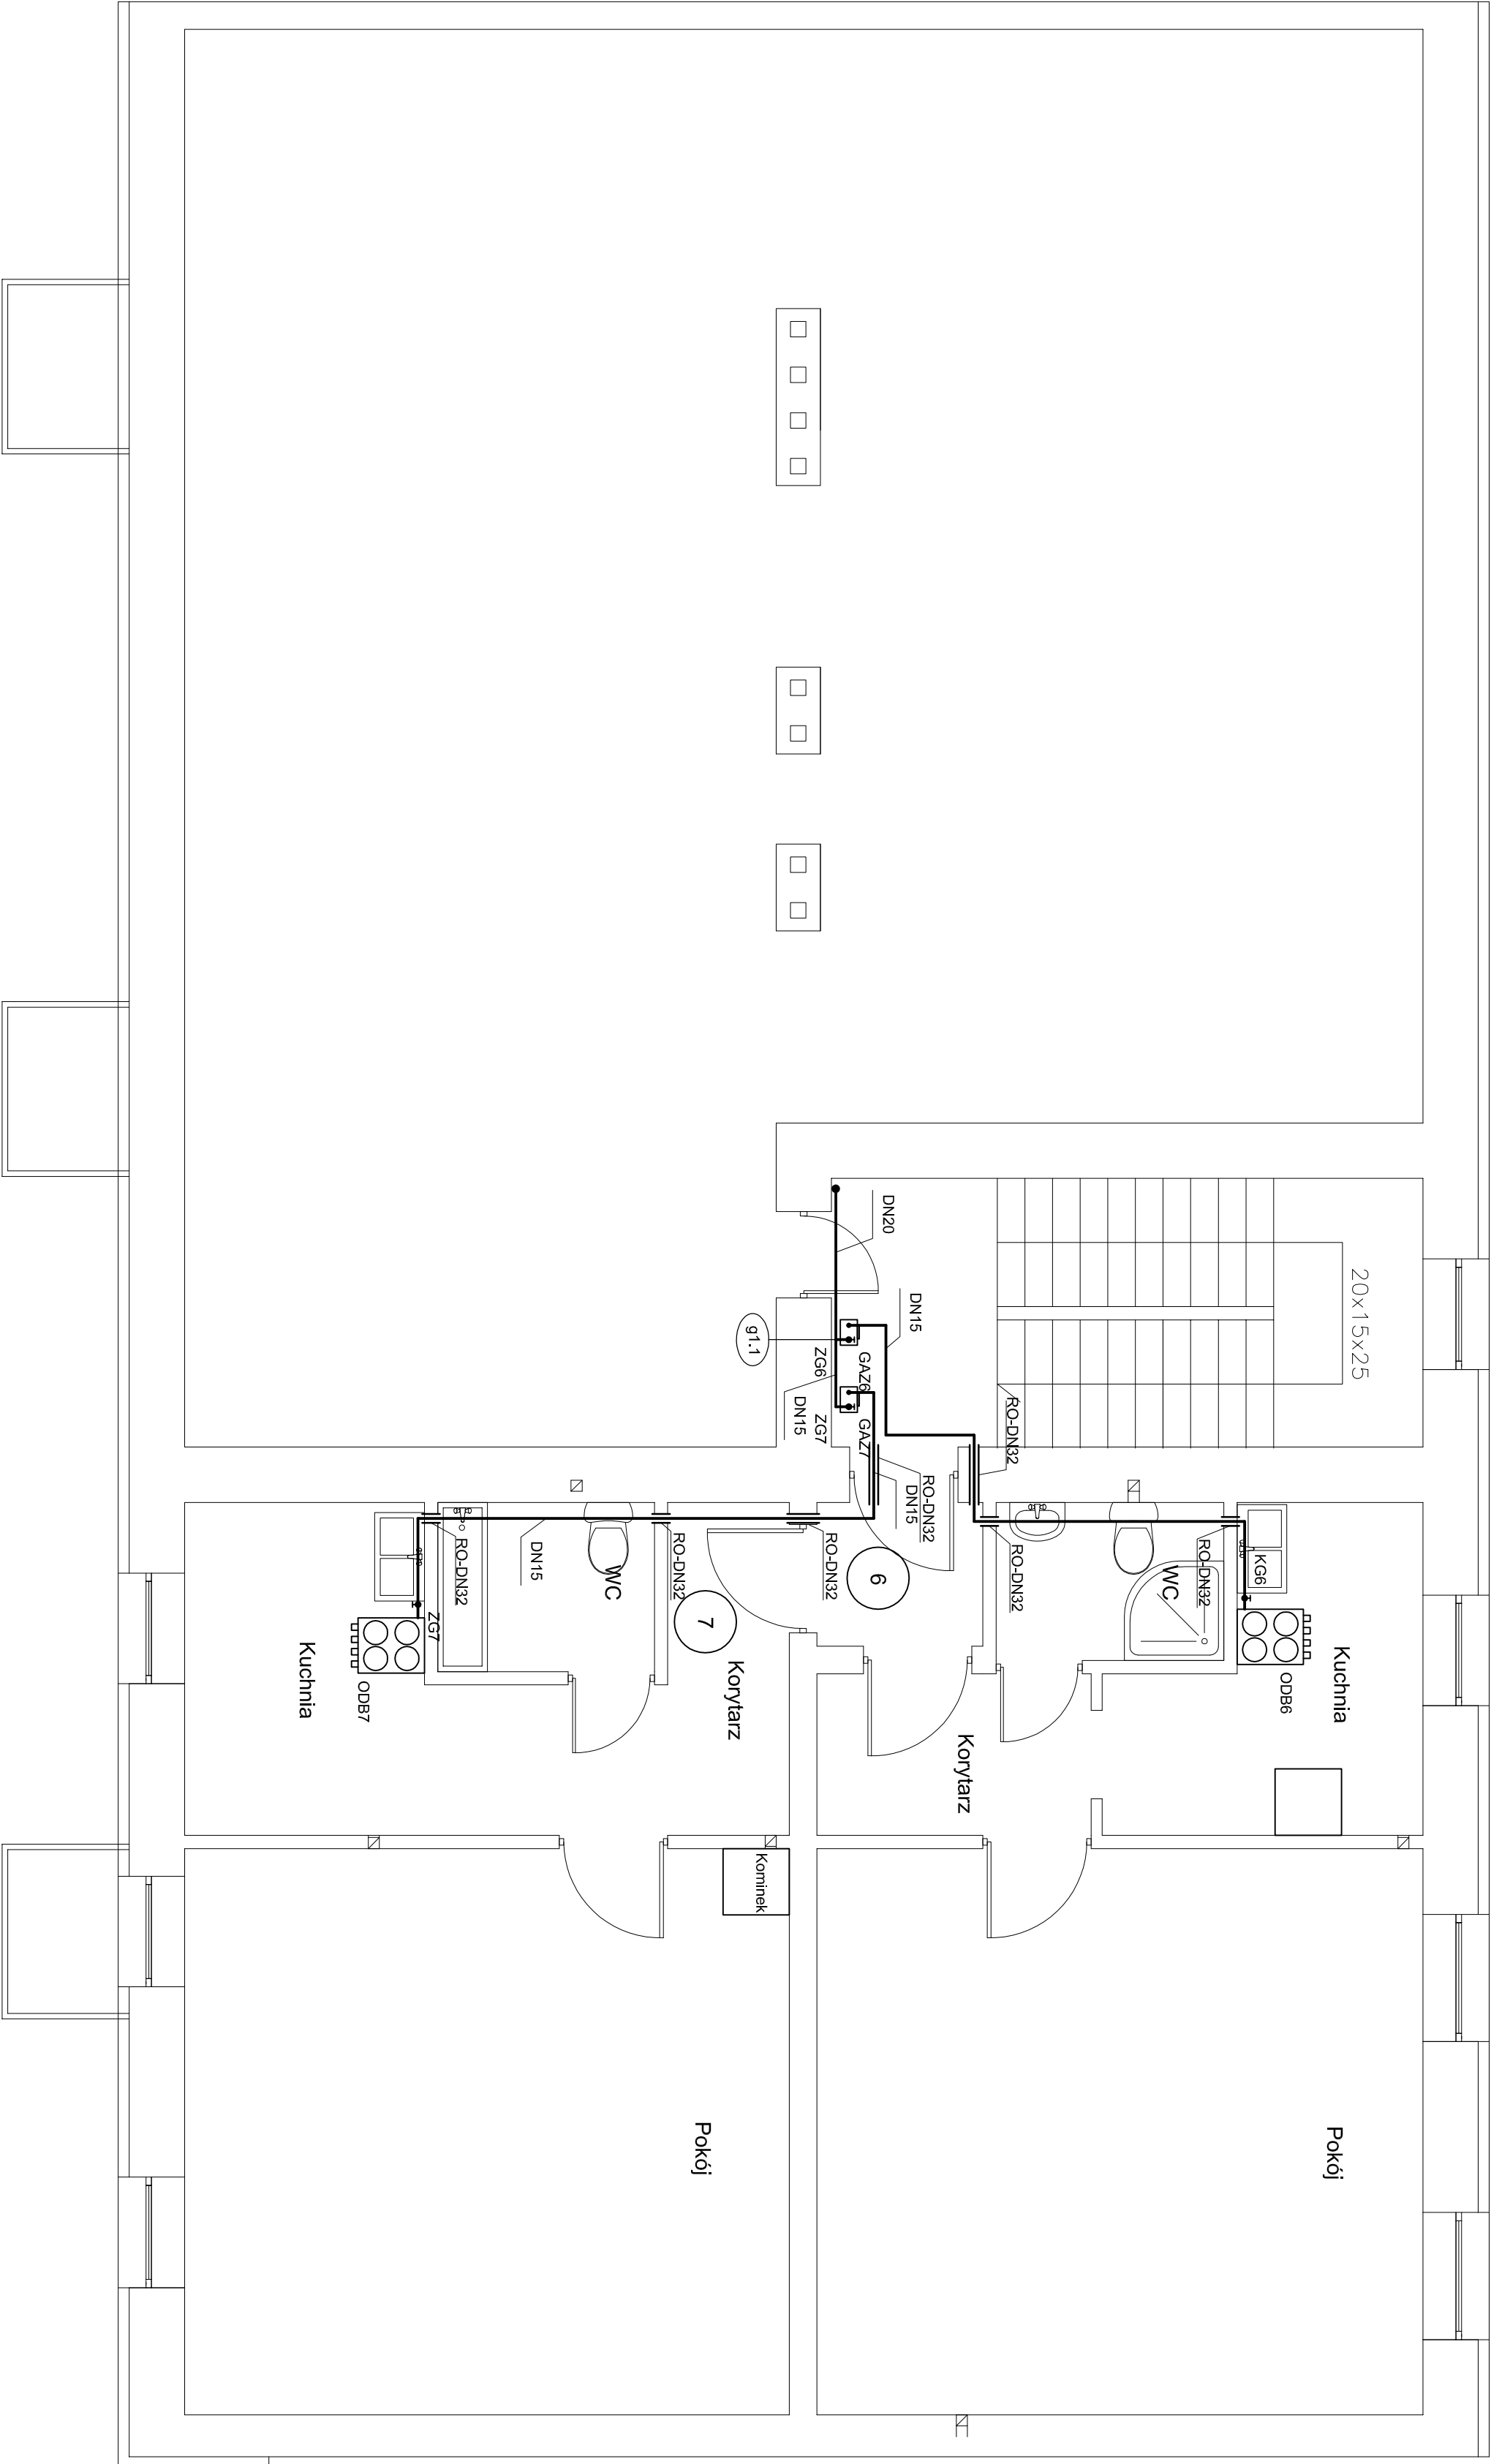 20x15x25
DN20
DN15
g1.1
ZG6
GAZ6
DN15
ZG7
GAZ7
RO-DN32
RO-DN32
DN15
RO-DN32
RO-DN32
KG6
RO-DN32
WC
6
RO-DN32
7
RO-DN32
WC
DN15
RO-DN32
ZG7
ODB7
ODB6
Kuchnia
Kuchnia
Korytarz
Korytarz
Kominek
Pokój
Pokój